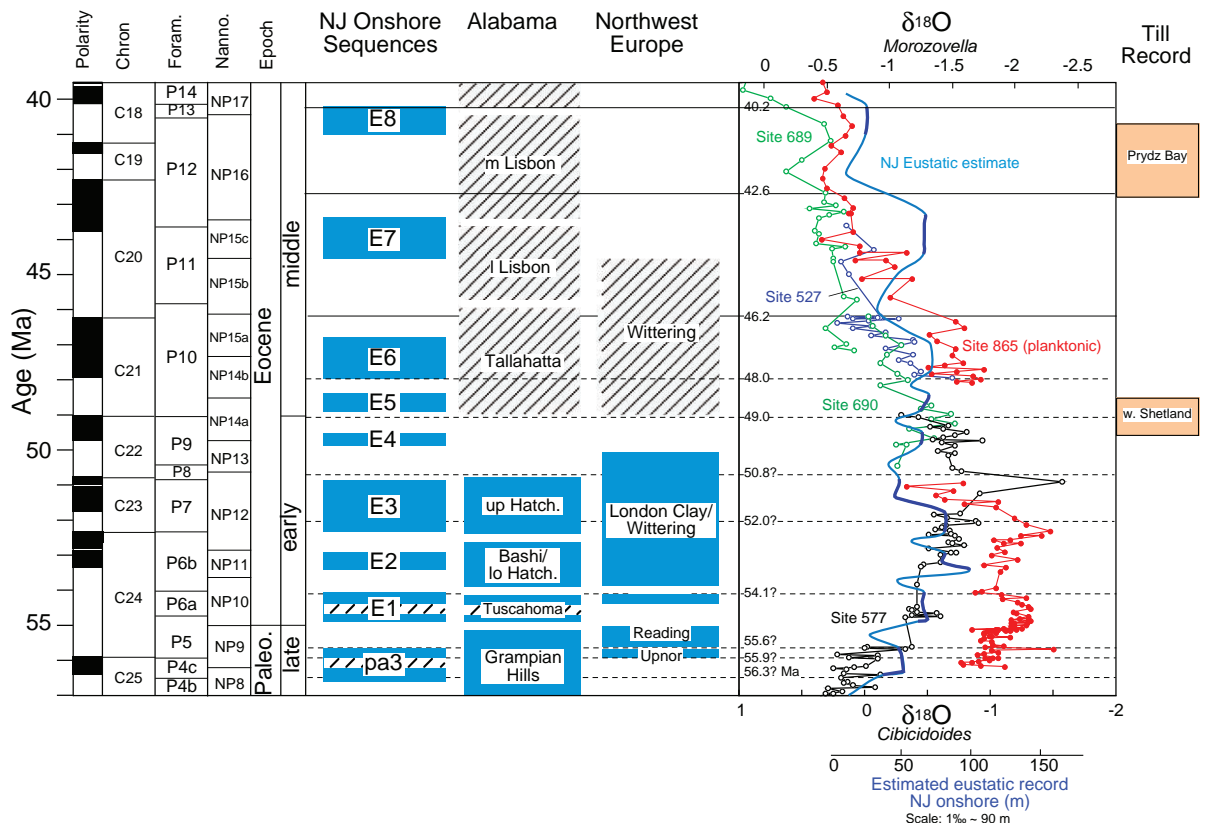 Polarity
Chron
Foram.
Nanno.
Epoch
NJ Onshore
Sequences
Alabama
Northwest
Europe
δ18O
Morozovella
Till
Record
0
-0.5
-1
-1.5
-2
-2.5
Age (Ma)
40
45
50
55
C18
C19
C20
C21
C22
C23
C24
C25
P14
P13
P12
P11
P10
P9
P8
P7
P6b
P6a
P5
P4c
P4b
NP17
NP16
NP15c
NP15b
NP15a
NP14b
NP14a
NP13
NP12
NP11
NP10
NP9
NP8
Eocene
Paleo.
middle
early
late
E8
E7
E6
E5
E4
E3
E2
E1
pa3
m Lisbon
l Lisbon
Tallahatta
up Hatch.
Bashi/
lo Hatch.
Tuscahoma
Grampian
Hills
Wittering
London Clay/
Wittering
Reading
Upnor
40.2
42.6
46.2
48.0
49.0
50.8?
52.0?
54.1?
55.6?
55.9?
56.3? Ma
Site 689
NJ Eustatic estimate
Site 527
Site 865 (planktonic)
Site 690
Site 577
Prydz Bay
w. Shetland
1
0
-1
-2
δ18O
Cibicidoides
0
50
100
150
Estimated eustatic record
NJ onshore (m)
Scale: 1‰ ~ 90 m